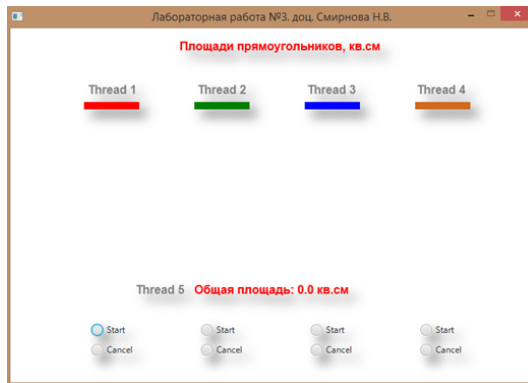 Лабораторная работа №3. доц. Смирнова Н.В.
Площади прямоугольников, кв.см
Thread 1 Thread 2 Thread 3 Thread 4
Thread 5 Общая площадь: 0.0 кв.см
Start Start Start Start
Cancel Cancel Cancel Cancel